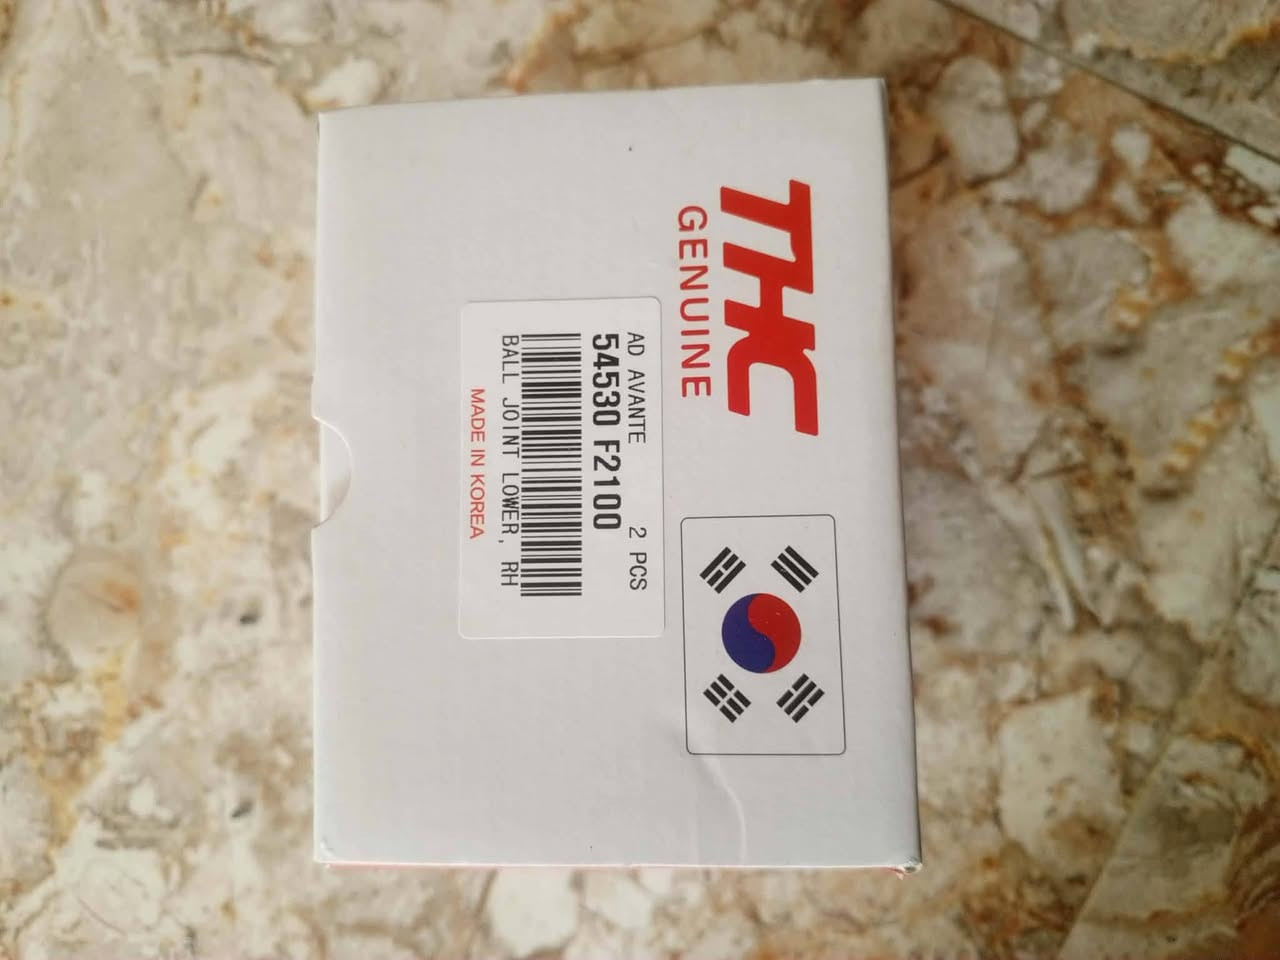 THC
GENUINE
AD AVANTE 2 PCS
54530 F2100
BALL JOINT LOWER, RH
MADE IN KOREA